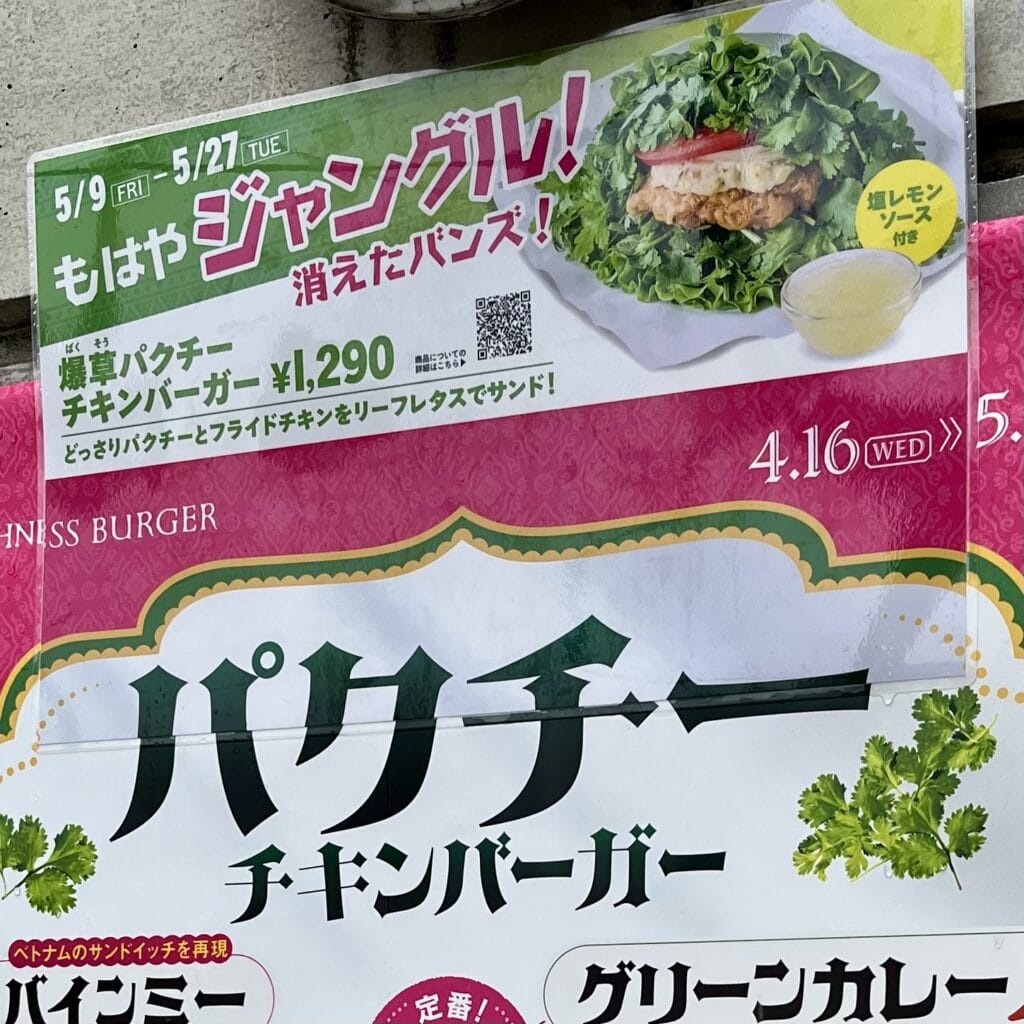 5/9 FRI – 5/27 TUE
もはやジャングル!
消えたバンズ!
塩レモン
ソース
付き
ばく そう
爆草パクチー
チキンバーガー ¥1,290
商品についての
詳細はこちら▶
どっさりパクチーとフライドチキンをリーフレタスでサンド!
4.16 WED » 5.
HNESS BURGER
パクチー
チキンバーガー
ベトナムのサンドイッチを再現
バインミー
定番!
グリーンカレー